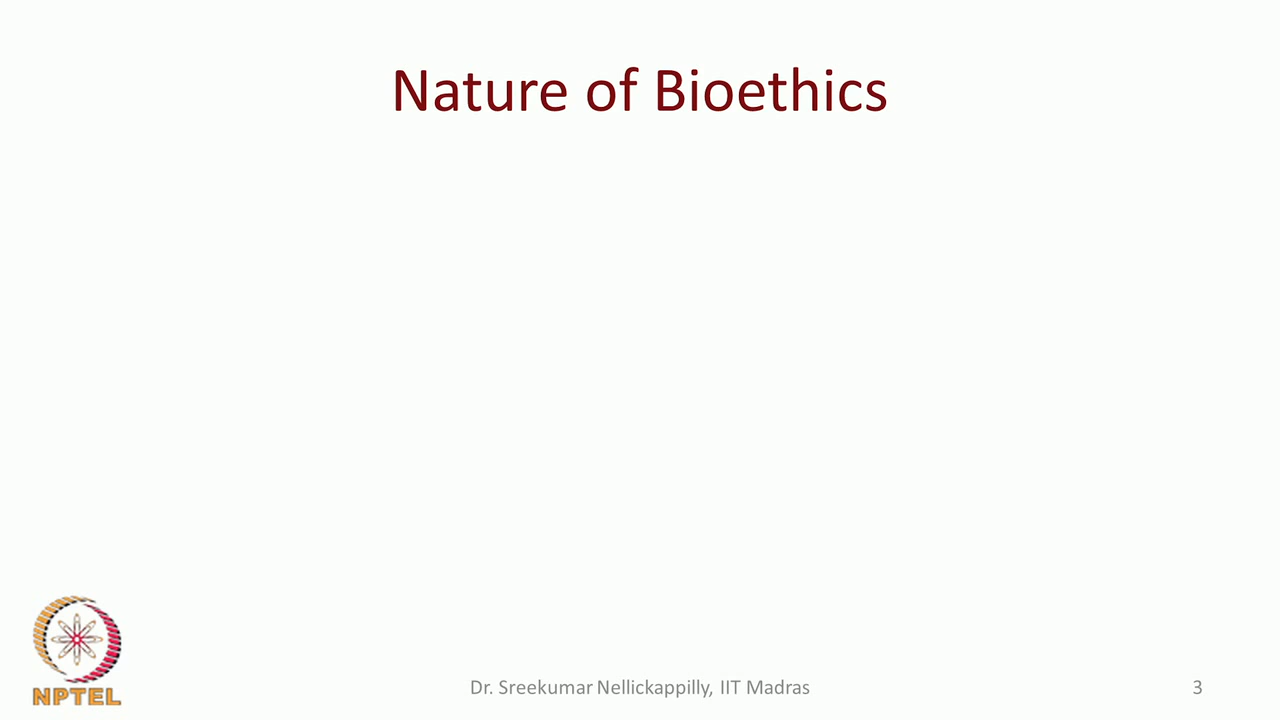 Nature of Bioethics
NPTEL
Dr. Sreekumar Nellickappilly, IIT Madras
3